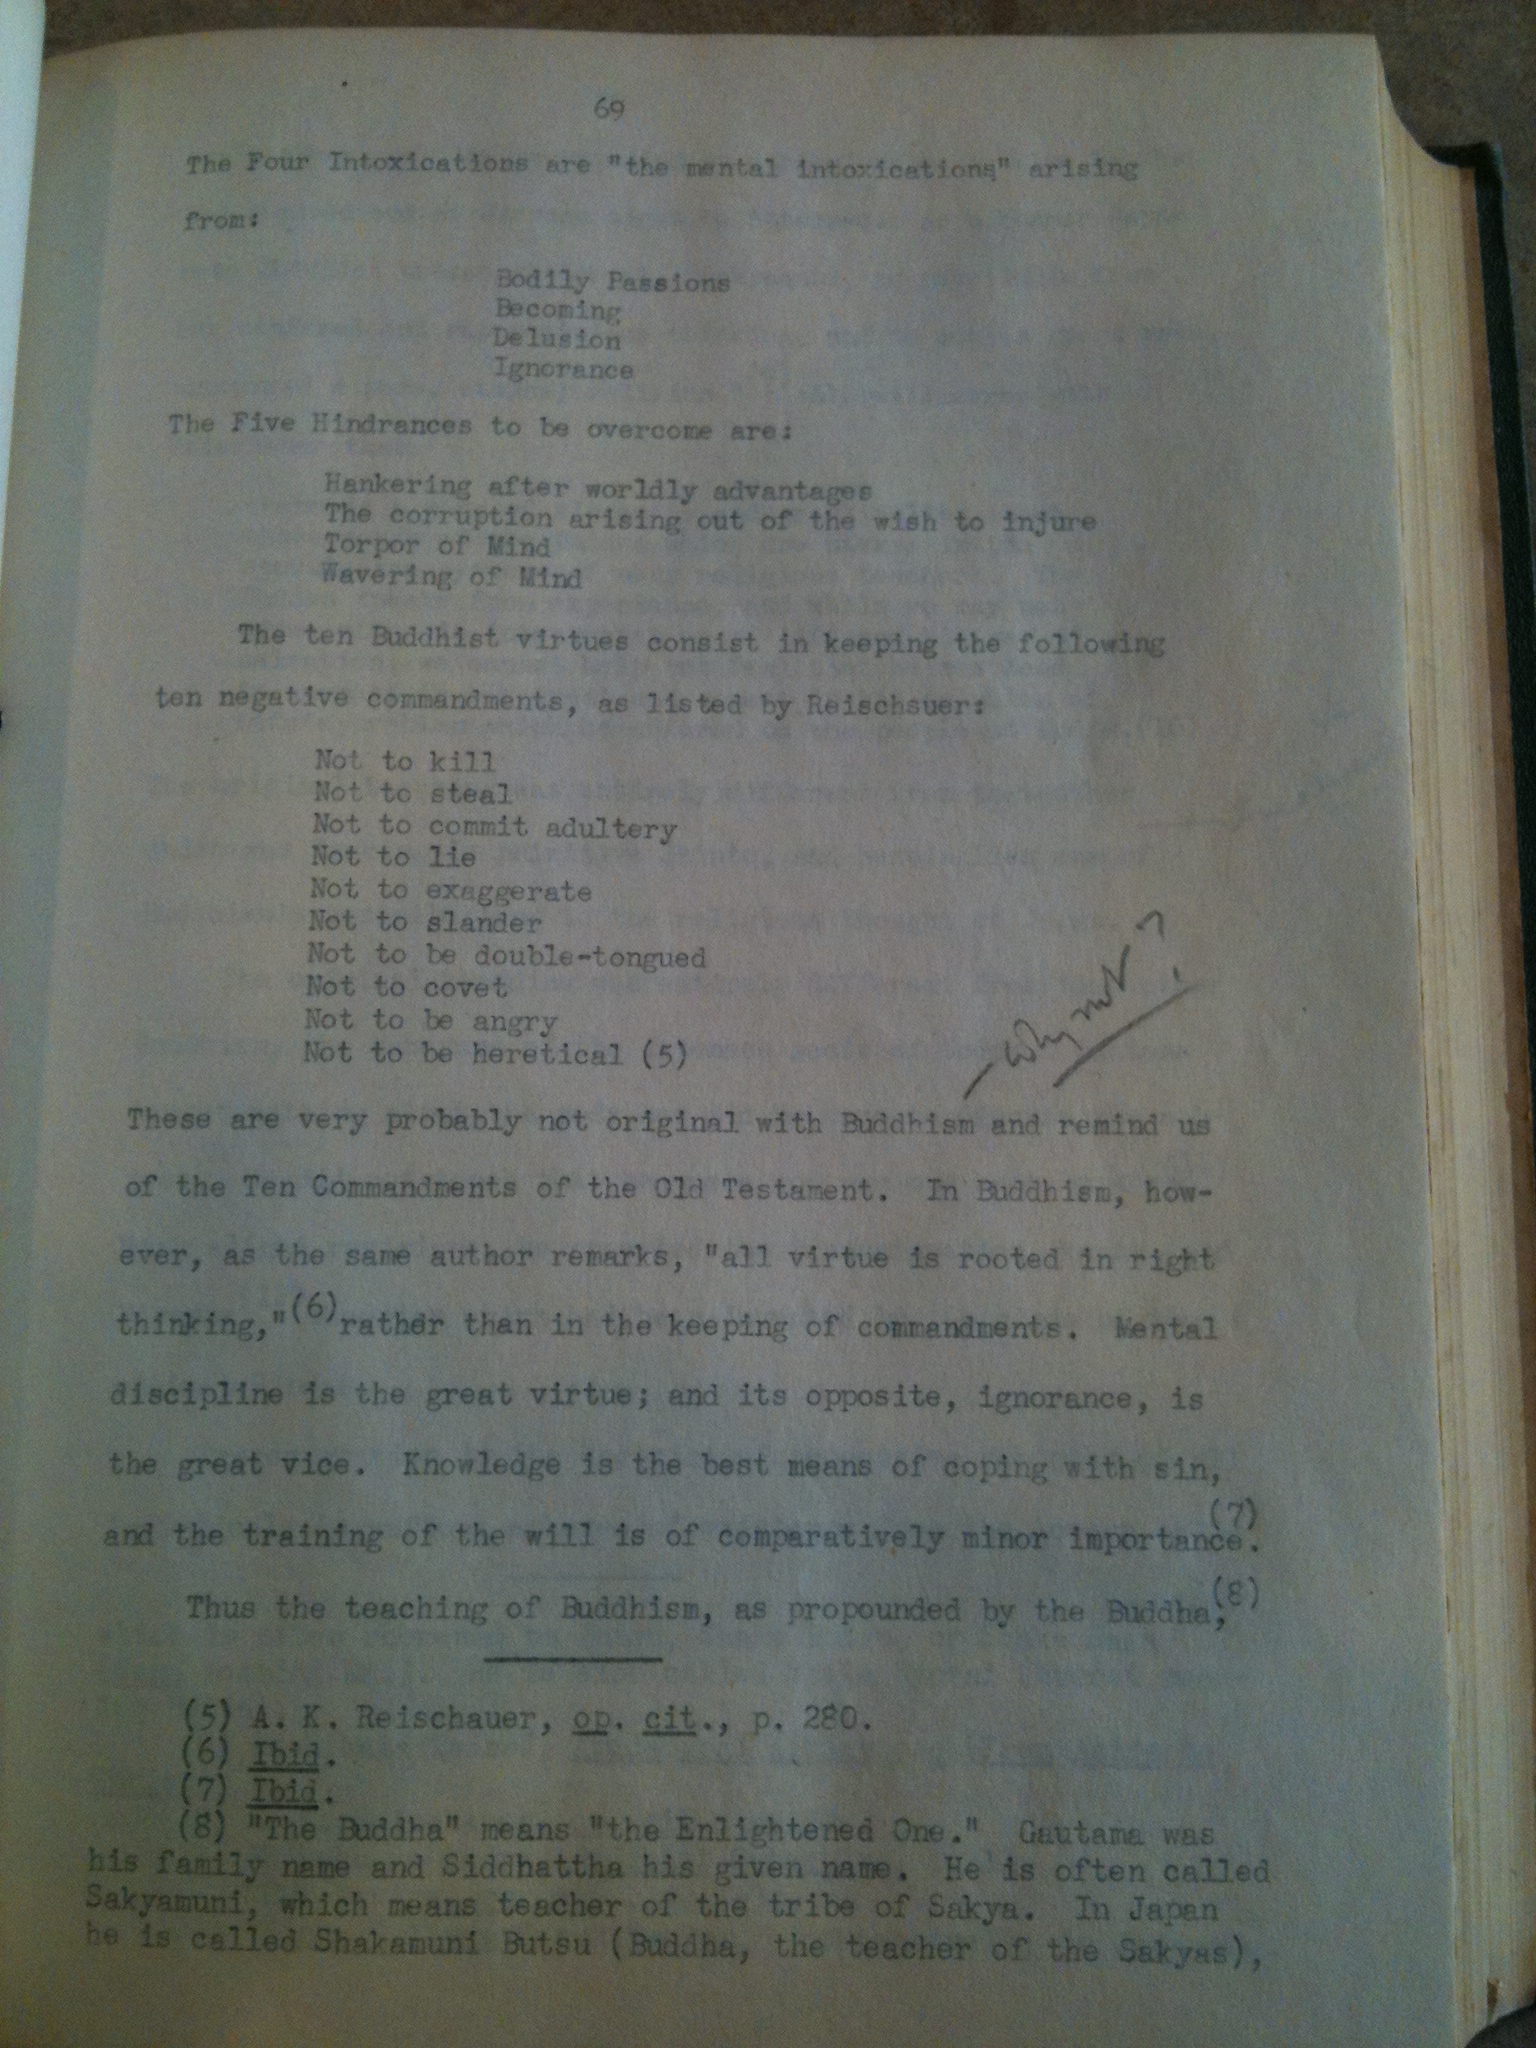 69
The Four Intoxications are "the mental intoxications" arising
from:
Bodily Passions
Becoming
Delusion
Ignorance
The Five Hindrances to be overcome are:
Hankering after worldly advantages
The corruption arising out of the wish to injure
Torpor of Mind
Wavering of Mind
The ten Buddhist virtues consist in keeping the following
ten negative commandments, as listed by Reischsuer:
Not to kill
Not to steal
Not to commit adultery
Not to lie
Not to exaggerate
Not to slander
Not to be double-tongued
Not to covet
Not to be angry
Not to be heretical (5)
why not?
These are very probably not original with Buddhism and remind us
of the Ten Commandments of the Old Testament. In Buddhism, how-
ever, as the same author remarks, "all virtue is rooted in right
thinking,"(6) rather than in the keeping of commandments. Mental
discipline is the great virtue; and its opposite, ignorance, is
the great vice. Knowledge is the best means of coping with sin,
and the training of the will is of comparatively minor importance.(7)
Thus the teaching of Buddhism, as propounded by the Buddha,(8)
(5) A. K. Reischauer, op. cit., p. 280.
(6) Ibid.
(7) Ibid.
(8) "The Buddha" means "the Enlightened One." Gautama was
his family name and Siddhattha his given name. He is often called
Sakyamuni, which means teacher of the tribe of Sakya. In Japan
he is called Shakamuni Butsu (Buddha, the teacher of the Sakyas),